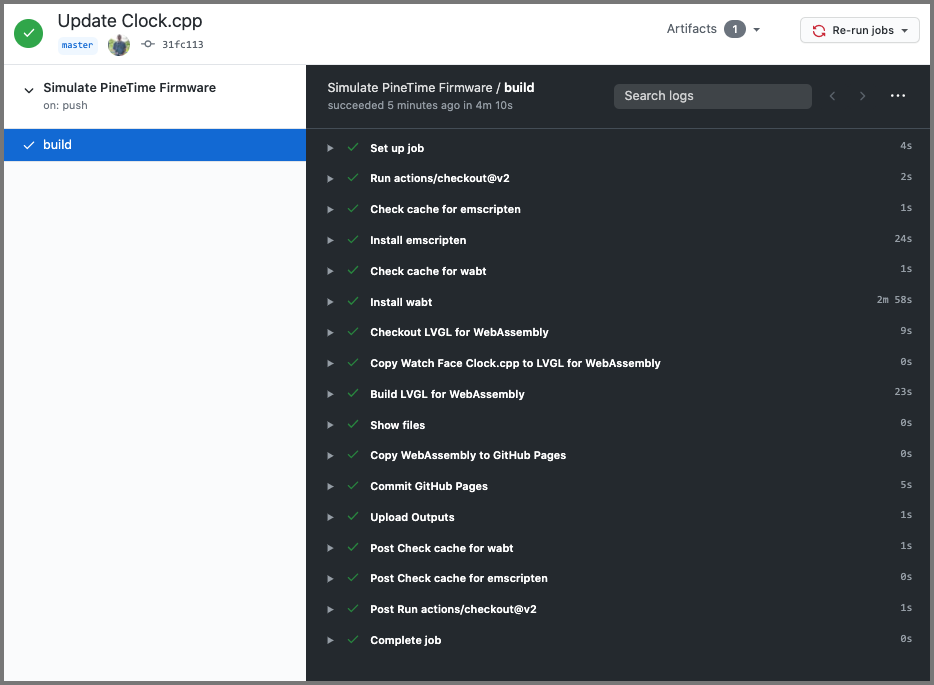 Update Clock.cpp
master 31fc113
Artifacts 1
Re-run jobs
Simulate PineTime Firmware
on: push
build
Simulate PineTime Firmware / build
succeeded 5 minutes ago in 4m 10s
Search logs
Set up job 4s
Run actions/checkout@v2 2s
Check cache for emscripten 1s
Install emscripten 24s
Check cache for wabt 1s
Install wabt 2m 58s
Checkout LVGL for WebAssembly 9s
Copy Watch Face Clock.cpp to LVGL for WebAssembly 0s
Build LVGL for WebAssembly 23s
Show files 0s
Copy WebAssembly to GitHub Pages 0s
Commit GitHub Pages 5s
Upload Outputs 1s
Post Check cache for wabt 1s
Post Check cache for emscripten 0s
Post Run actions/checkout@v2 1s
Complete job 0s